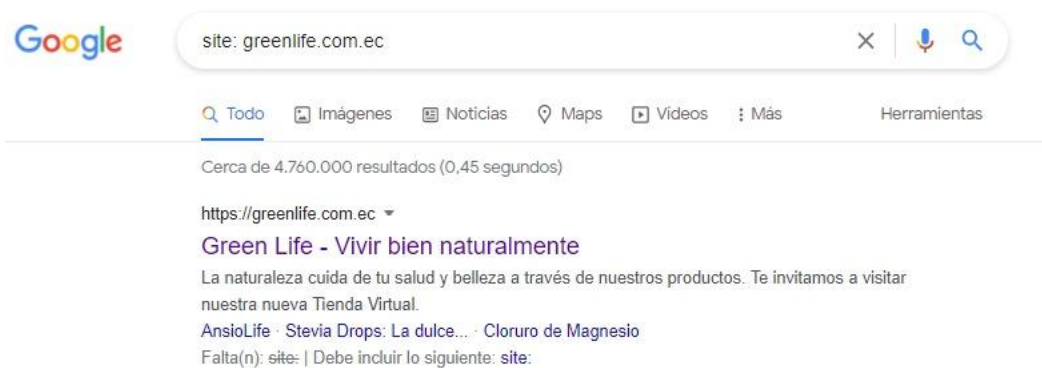 Google
site: greenlife.com.ec
Todo Imágenes Noticias Maps Videos Más Herramientas
Cerca de 4.760.000 resultados (0,45 segundos)
https://greenlife.com.ec
Green Life - Vivir bien naturalmente
La naturaleza cuida de tu salud y belleza a través de nuestros productos. Te invitamos a visitar
nuestra nueva Tienda Virtual.
AnsioLife · Stevia Drops: La dulce... · Cloruro de Magnesio
Falta(n): site: | Debe incluir lo siguiente: site: